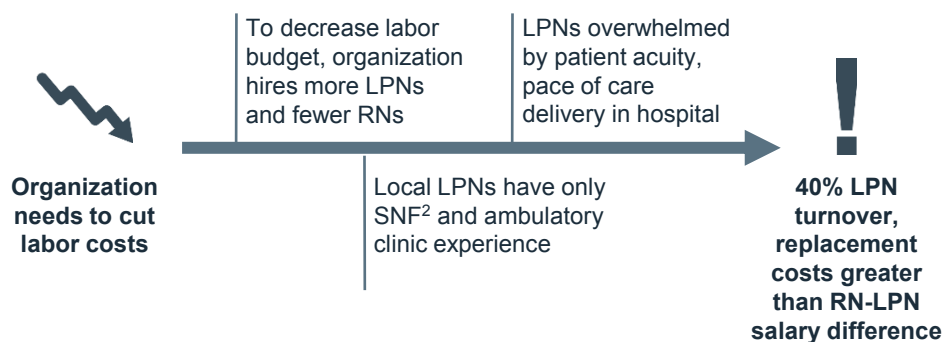 To decrease labor
budget, organization
hires more LPNs
and fewer RNs
LPNs overwhelmed
by patient acuity,
pace of care
delivery in hospital
Organization
needs to cut
labor costs
Local LPNs have only
SNF² and ambulatory
clinic experience
40% LPN
turnover,
replacement
costs greater
than RN-LPN
salary difference